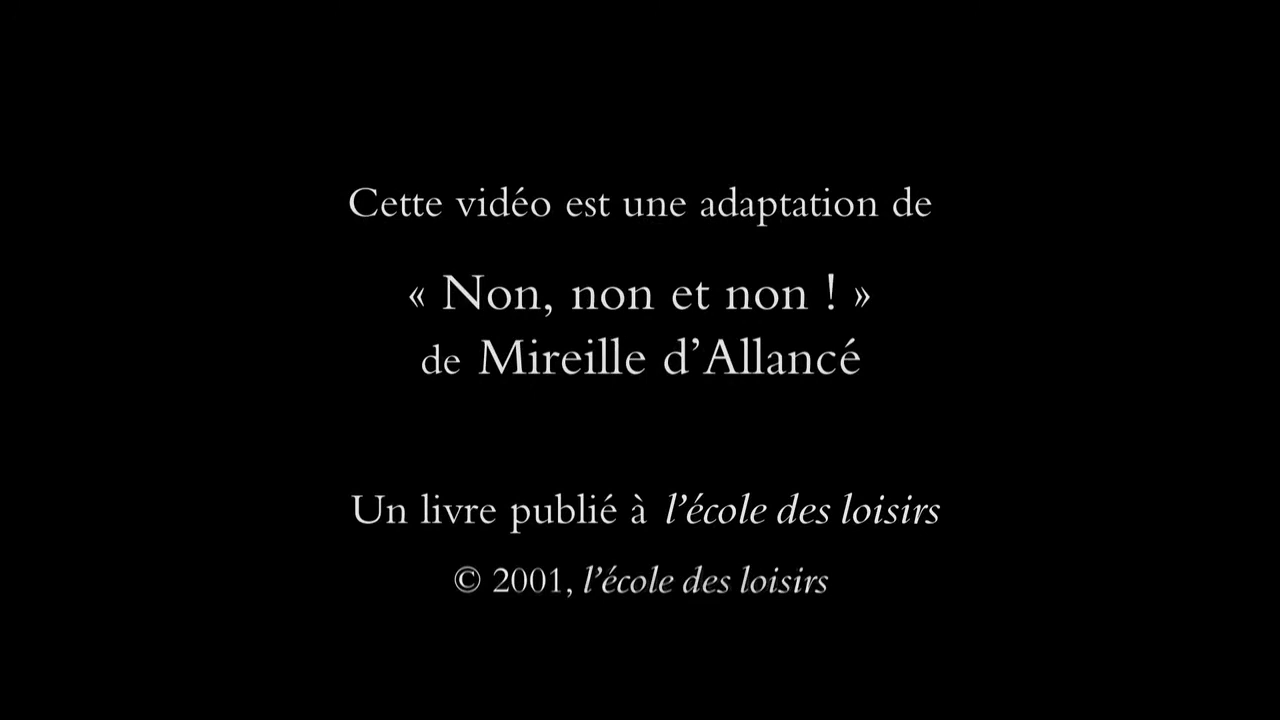 Cette vidéo est une adaptation de
« Non, non et non ! »
de Mireille d’Allancé
Un livre publié à l’école des loisirs
© 2001, l’école des loisirs